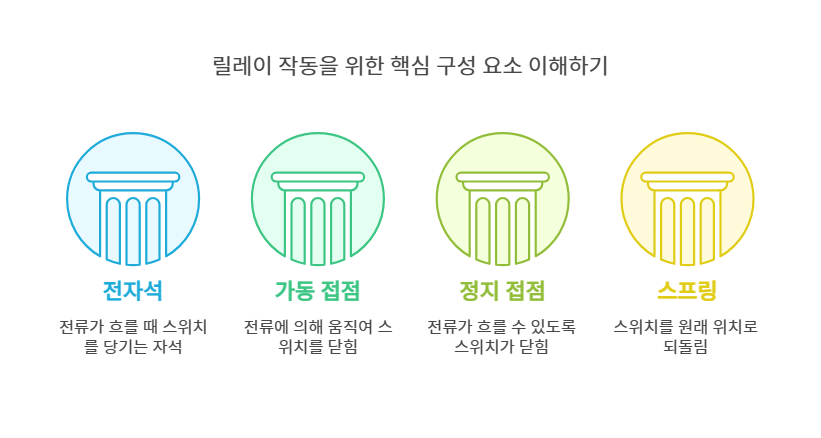 릴레이 작동을 위한 핵심 구성 요소 이해하기
전자석
전류가 흐를 때 스위치
를 당기는 자석
가동 접점
전류에 의해 움직여 스
위치를 닫힘
정지 접점
전류가 흐를 수 있도록
스위치가 닫힘
스프링
스위치를 원래 위치로
되돌림